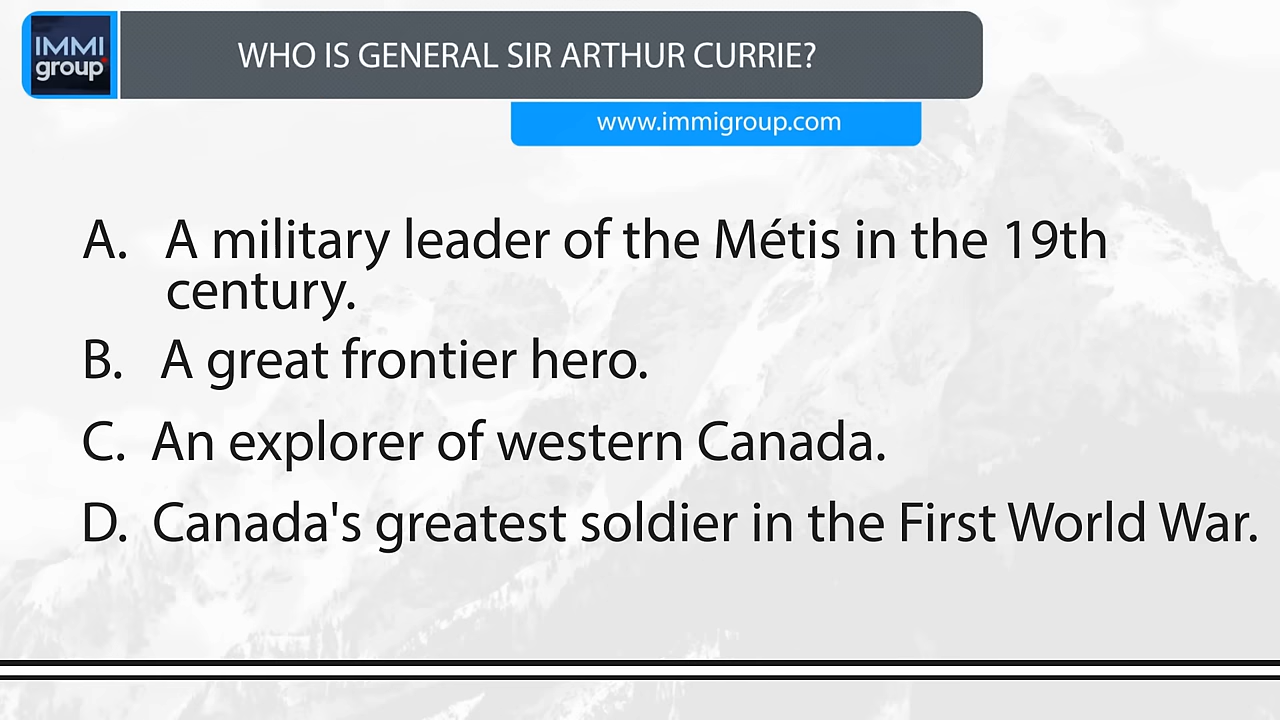 IMMI
group
WHO IS GENERAL SIR ARTHUR CURRIE?
www.immigroup.com
A. A military leader of the Métis in the 19th
century.
B. A great frontier hero.
C. An explorer of western Canada.
D. Canada's greatest soldier in the First World War.